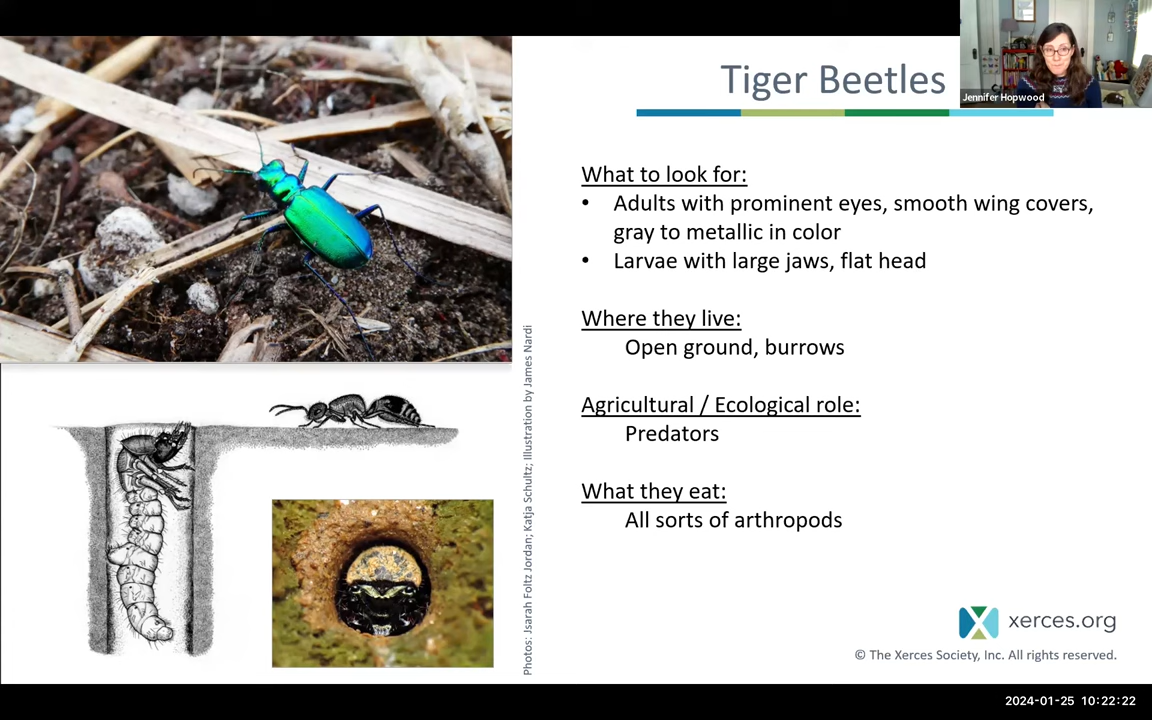 Tiger Beetles
Jennifer Hopwood
What to look for:
• Adults with prominent eyes, smooth wing covers,
gray to metallic in color
• Larvae with large jaws, flat head
Where they live:
Open ground, burrows
Agricultural / Ecological role:
Predators
What they eat:
All sorts of arthropods
Photos: Jsarah Foltz Jordan; Katja Schultz; Illustration by James Nardi
xerces.org
© The Xerces Society, Inc. All rights reserved.
2024-01-25 10:22:22